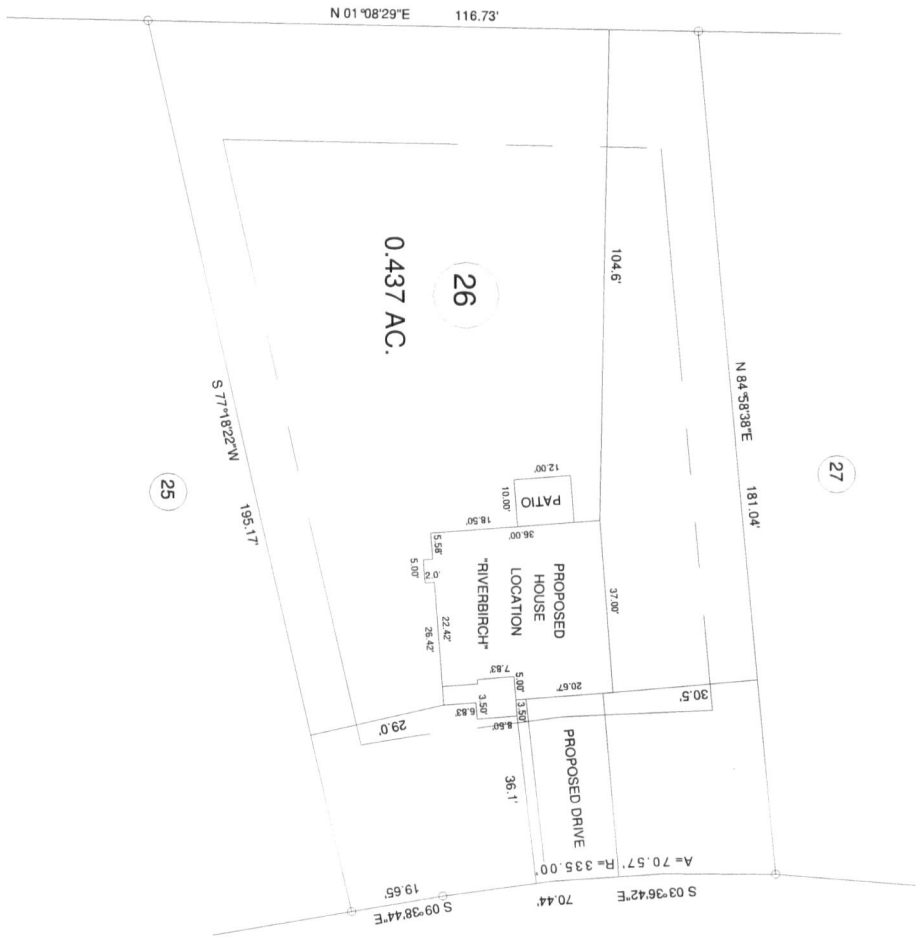 N 01°08'29"E 116.73'
104.6'
26
0.437 AC.
N 84°58'38"E 181.04'
27
S 77°18'22"W 195.17'
25
12.00'
10.00'
PATIO
18.50'
36.00'
5.58'
5.00'
2.0'
PROPOSED
HOUSE
LOCATION
"RIVERBIRCH"
37.00'
22.42'
26.42'
7.83'
5.00'
20.67'
30.5'
3.50'
3.50'
6.83'
8.50'
29.0'
36.1'
PROPOSED DRIVE
A= 70.57' R= 335.00'
19.65'
S 09°38'44"E
70.44'
S 03°36'42"E